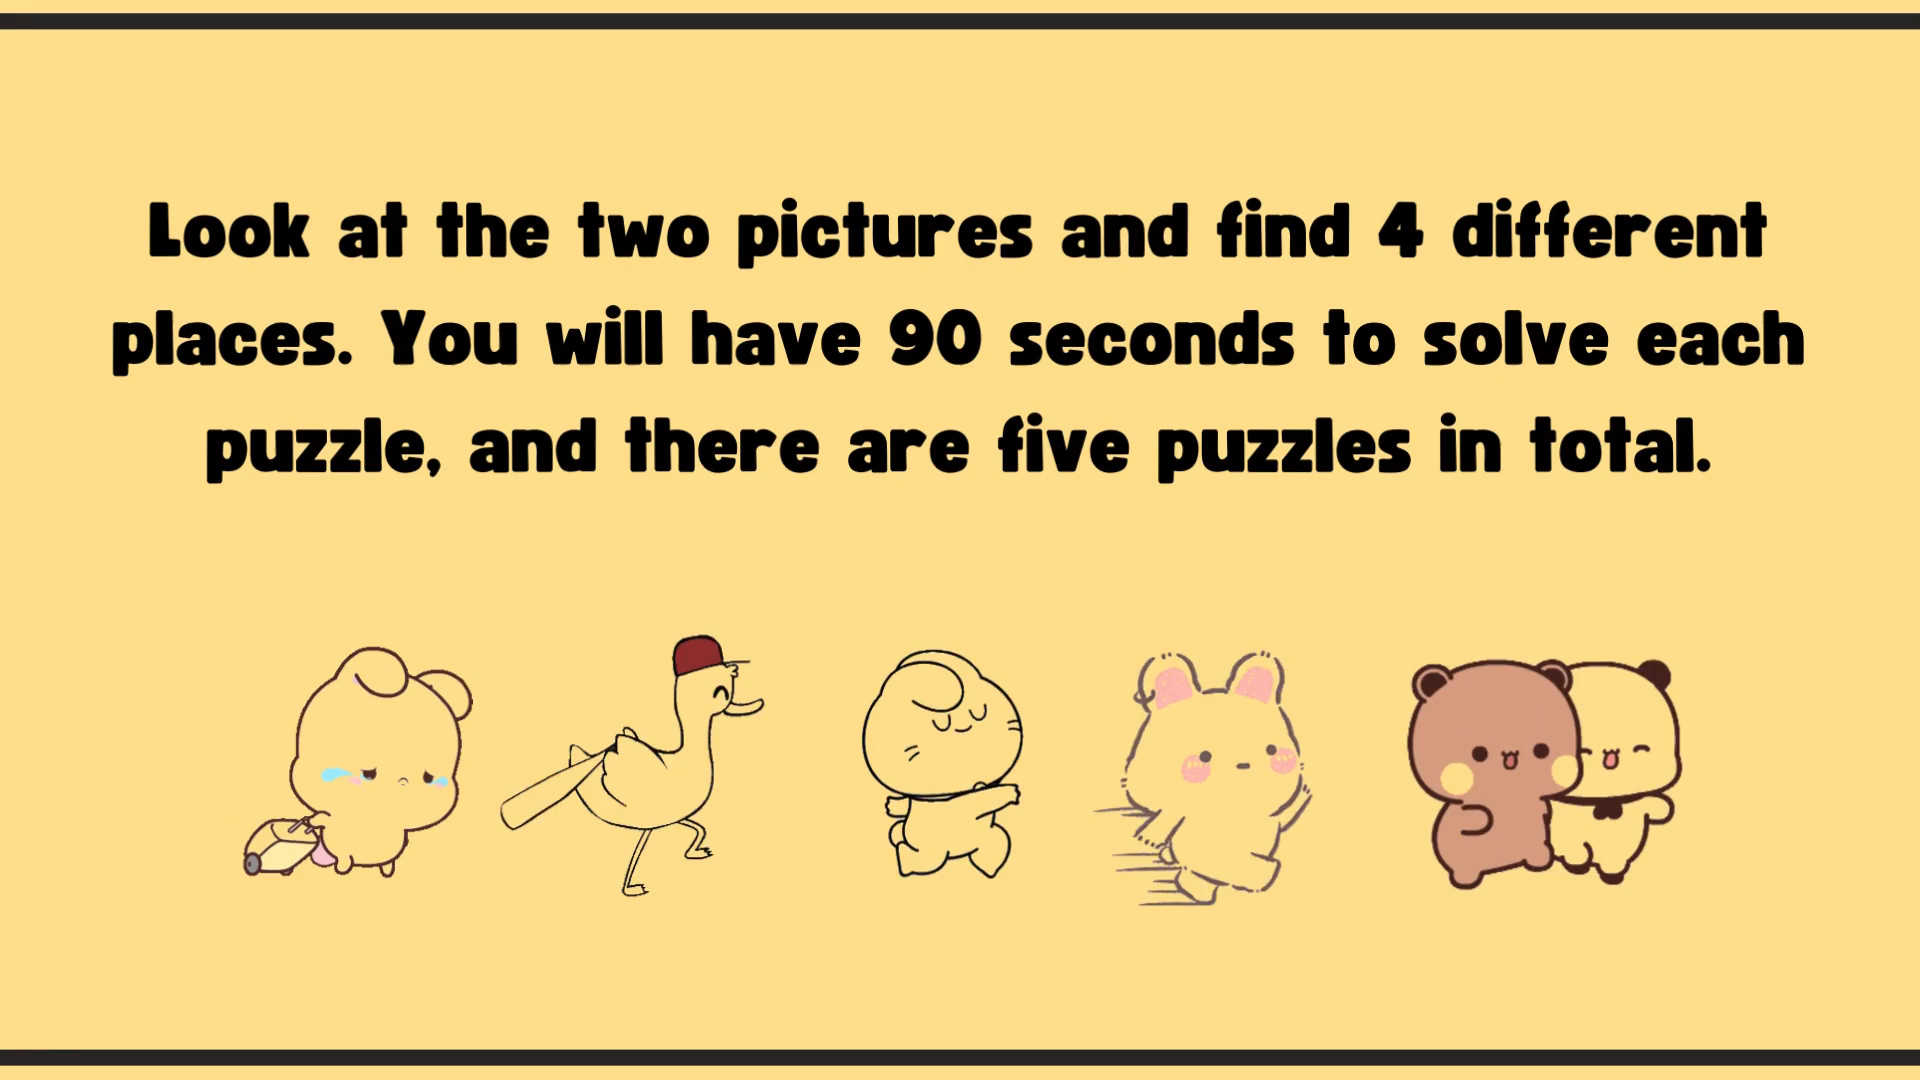 Look at the two pictures and find 4 different
places. You will have 90 seconds to solve each
puzzle, and there are five puzzles in total.